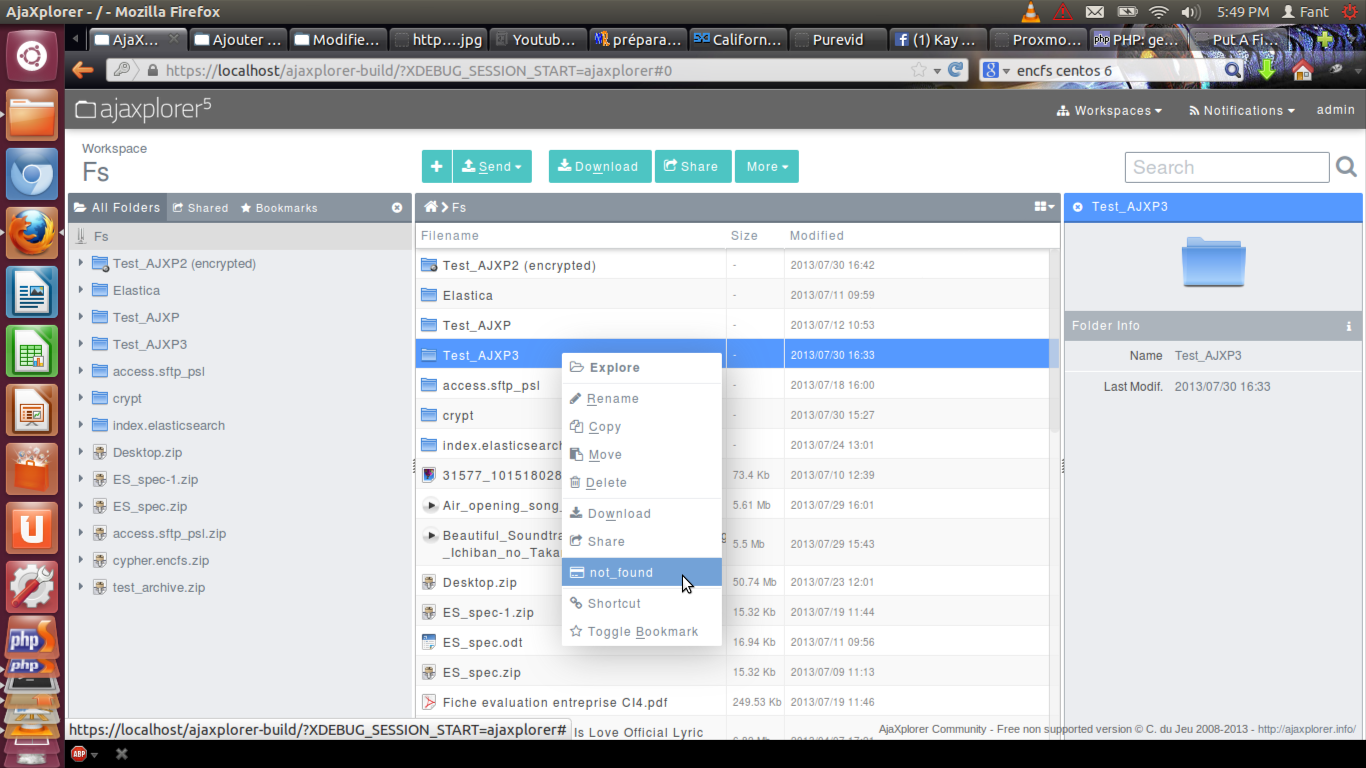 AjaXplorer - / - Mozilla Firefox
5:49 PM Fant
AjaX... Ajouter ... Modifie... http....jpg Youtub... prépara... Californ... Purevid (1) Kay ... Proxmo... PHP: ge... Put A Fi...
https://localhost/ajaxplorer-build/?XDEBUG_SESSION_START=ajaxplorer#0
encfs centos 6
ajaxplorer5
Workspaces
Notifications
admin
Workspace
Fs
+ Send
Download
Share
More
Search
All Folders Shared Bookmarks
Fs
Test_AJXP2 (encrypted)
Elastica
Test_AJXP
Test_AJXP3
access.sftp_psl
crypt
index.elasticsearch
Desktop.zip
ES_spec-1.zip
ES_spec.zip
access.sftp_psl.zip
cypher.encfs.zip
test_archive.zip
Fs
Filename Size Modified
Test_AJXP2 (encrypted) - 2013/07/30 16:42
Elastica - 2013/07/11 09:59
Test_AJXP - 2013/07/12 10:53
Test_AJXP3 - 2013/07/30 16:33
access.sftp_psl - 2013/07/18 16:00
crypt - 2013/07/30 15:27
index.elasticsearch - 2013/07/24 13:01
31577_101518028 73.4 Kb 2013/07/10 12:39
Air_opening_song_ 5.61 Mb 2013/07/29 16:01
Beautiful_Soundtra
_Ichiban_no_Taka 5.5 Mb 2013/07/29 15:43
Desktop.zip 50.74 Mb 2013/07/23 12:01
ES_spec-1.zip 15.32 Kb 2013/07/19 11:44
ES_spec.odt 16.94 Kb 2013/07/11 09:56
ES_spec.zip 15.32 Kb 2013/07/09 11:13
Fiche evaluation entreprise CI4.pdf 249.53 Kb 2013/07/19 11:46
Is Love Official Lyric
Explore
Rename
Copy
Move
Delete
Download
Share
not_found
Shortcut
Toggle Bookmark
Test_AJXP3
Folder Info
Name Test_AJXP3
Last Modif. 2013/07/30 16:33
https://localhost/ajaxplorer-build/?XDEBUG_SESSION_START=ajaxplorer#
AjaXplorer Community - Free non supported version © C. du Jeu 2008-2013 - http://ajaxplorer.info/
php
php
ABP